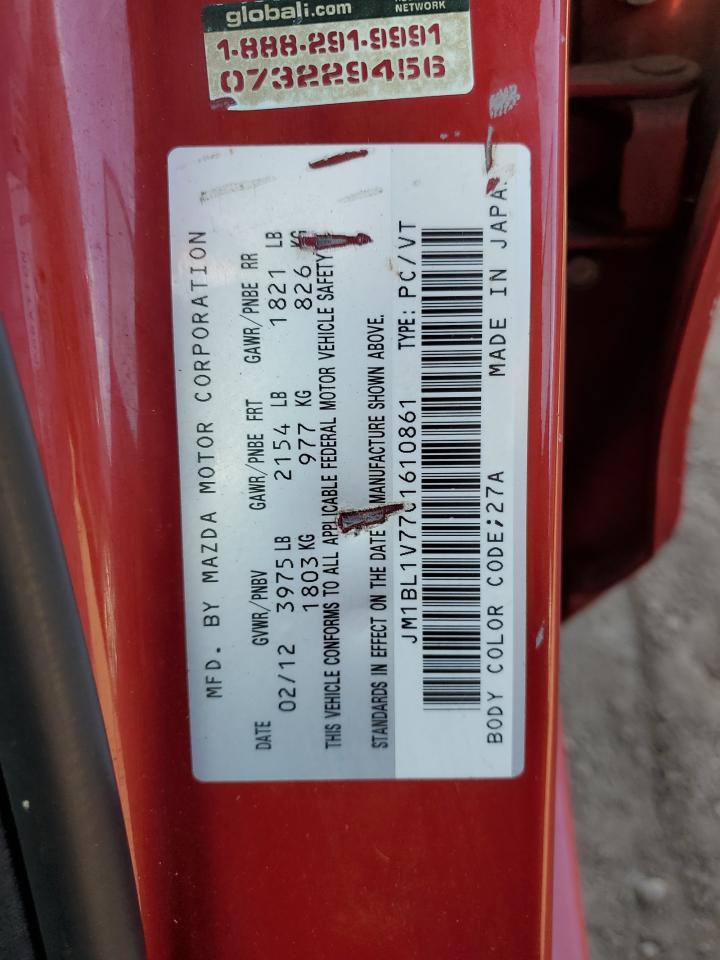 globali.com
NETWORK
1-888-291-9991
073229456
MFD. BY MAZDA MOTOR CORPORATION
DATE GVWR/PNBV GAWR/PNBE FRT GAWR/PNBE RR
02/12 3975 LB 2154 LB 1821 LB
1803 KG 977 KG 826 KG
THIS VEHICLE CONFORMS TO ALL APPLICABLE FEDERAL MOTOR VEHICLE SAFETY
STANDARDS IN EFFECT ON THE DATE MANUFACTURE SHOWN ABOVE.
JM1BL1V77C1610861 TYPE: PC/VT
BODY COLOR CODE;27A MADE IN JAPA